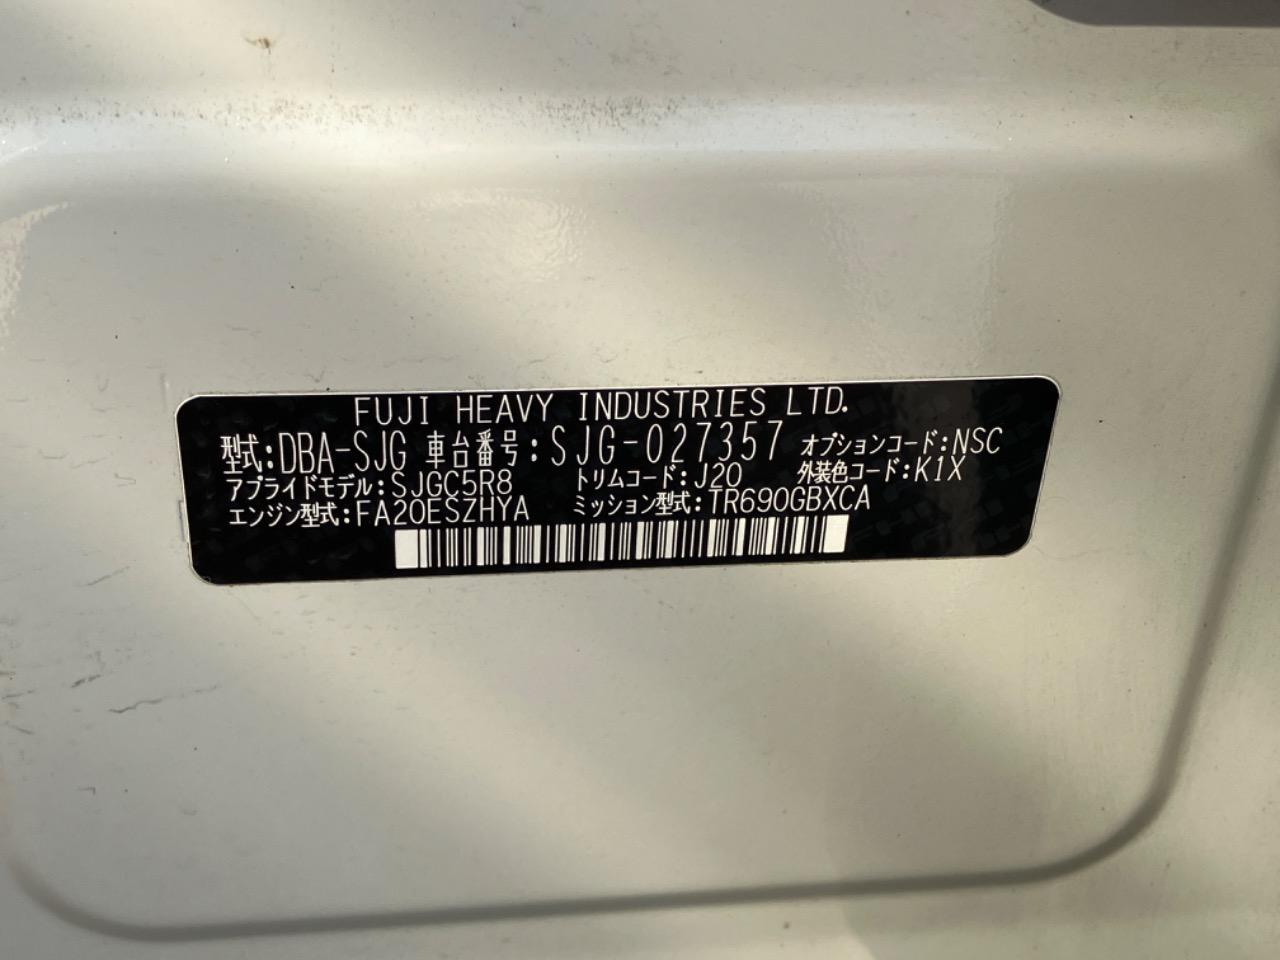 FUJI HEAVY INDUSTRIES LTD.
型式:DBA-SJG 車台番号:SJG-027357 オプションコード:NSC
アプライドモデル:SJGC5R8 トリムコード:J20 外装色コード:K1X
エンジン型式:FA20ESZHYA ミッション型式:TR690GBXCA